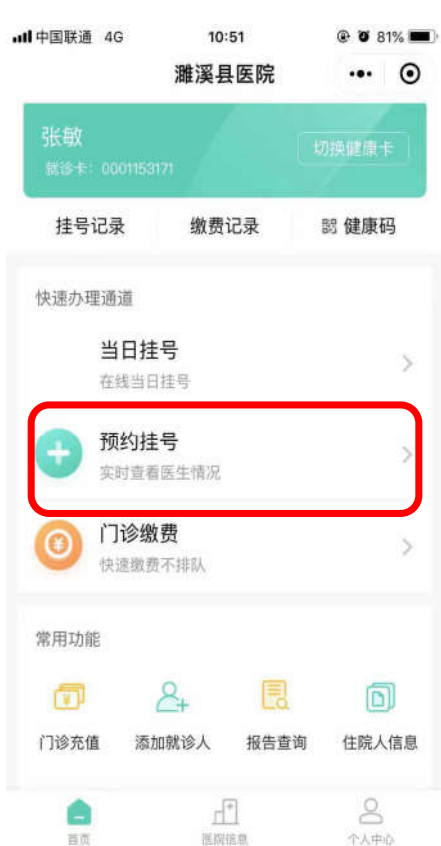 中国联通 4G 10:51 81%
濉溪县医院
张敏
切换健康卡
就诊卡：0001153171
挂号记录 缴费记录 健康码
快速办理通道
当日挂号
在线当日挂号
预约挂号
实时查看医生情况
门诊缴费
快速缴费不排队
常用功能
门诊充值 添加就诊人 报告查询 住院人信息
首页 医院信息 个人中心